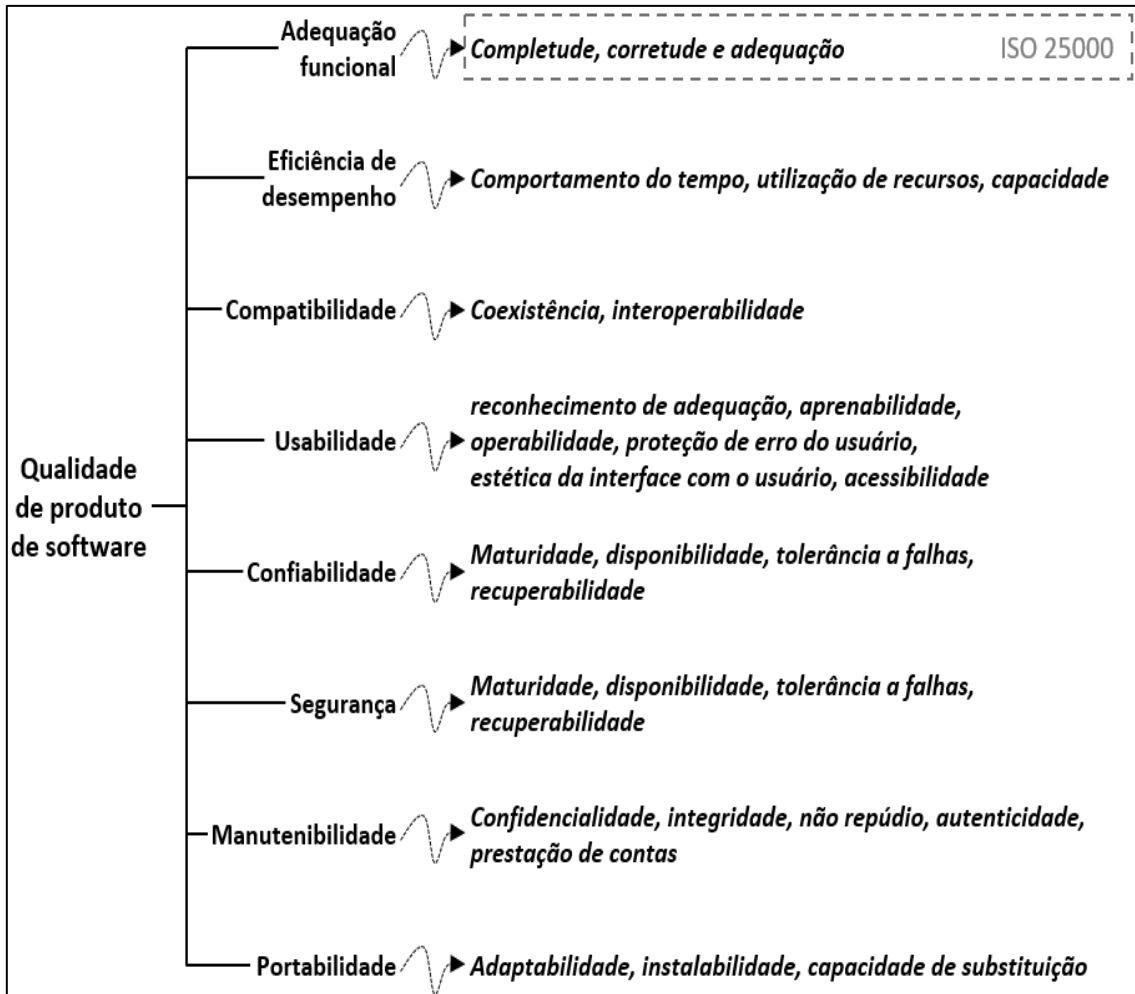 Adequação
funcional
Completude, corretude e adequação
ISO 25000
Eficiência de
desempenho
Comportamento do tempo, utilização de recursos, capacidade
Compatibilidade
Coexistência, interoperabilidade
Usabilidade
reconhecimento de adequação, aprenabilidade,
operabilidade, proteção de erro do usuário,
estética da interface com o usuário, acessibilidade
Qualidade
de produto
de software
Confiabilidade
Maturidade, disponibilidade, tolerância a falhas,
recuperabilidade
Segurança
Maturidade, disponibilidade, tolerância a falhas,
recuperabilidade
Manutenibilidade
Confidencialidade, integridade, não repúdio, autenticidade,
prestação de contas
Portabilidade
Adaptabilidade, instalabilidade, capacidade de substituição